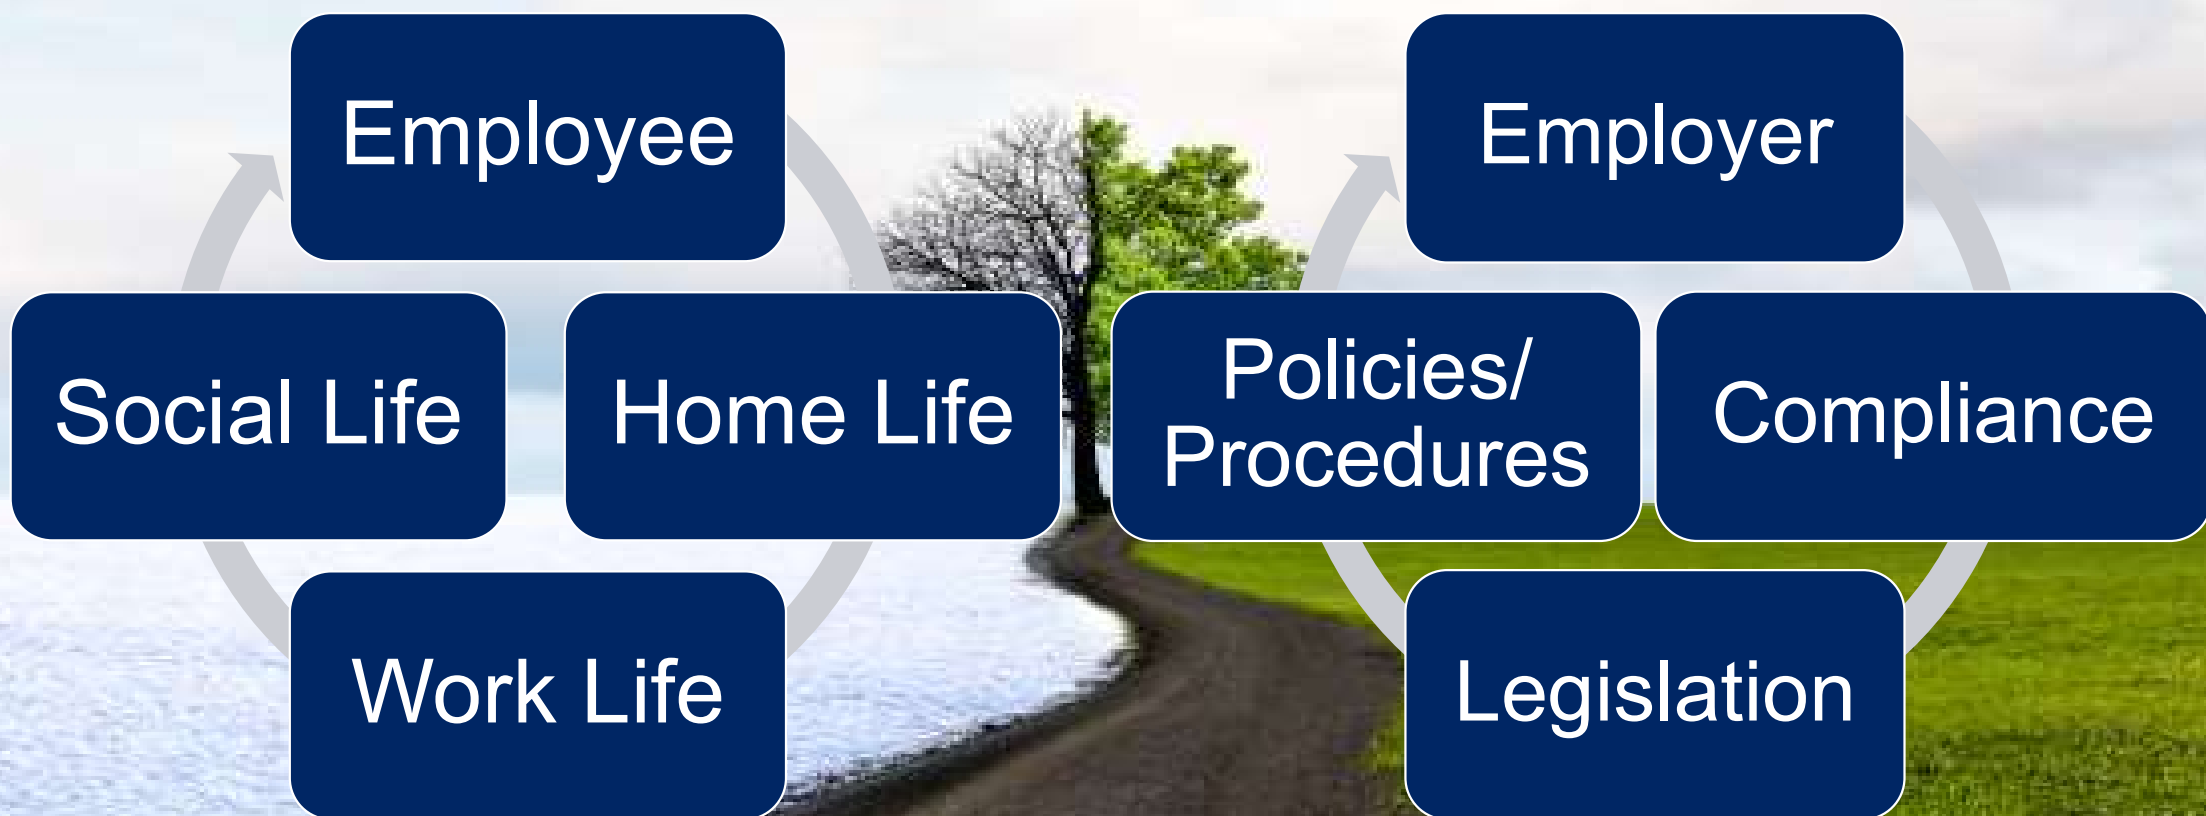 Employee
Social Life
Home Life
Work Life
Employer
Policies/
Procedures
Compliance
Legislation